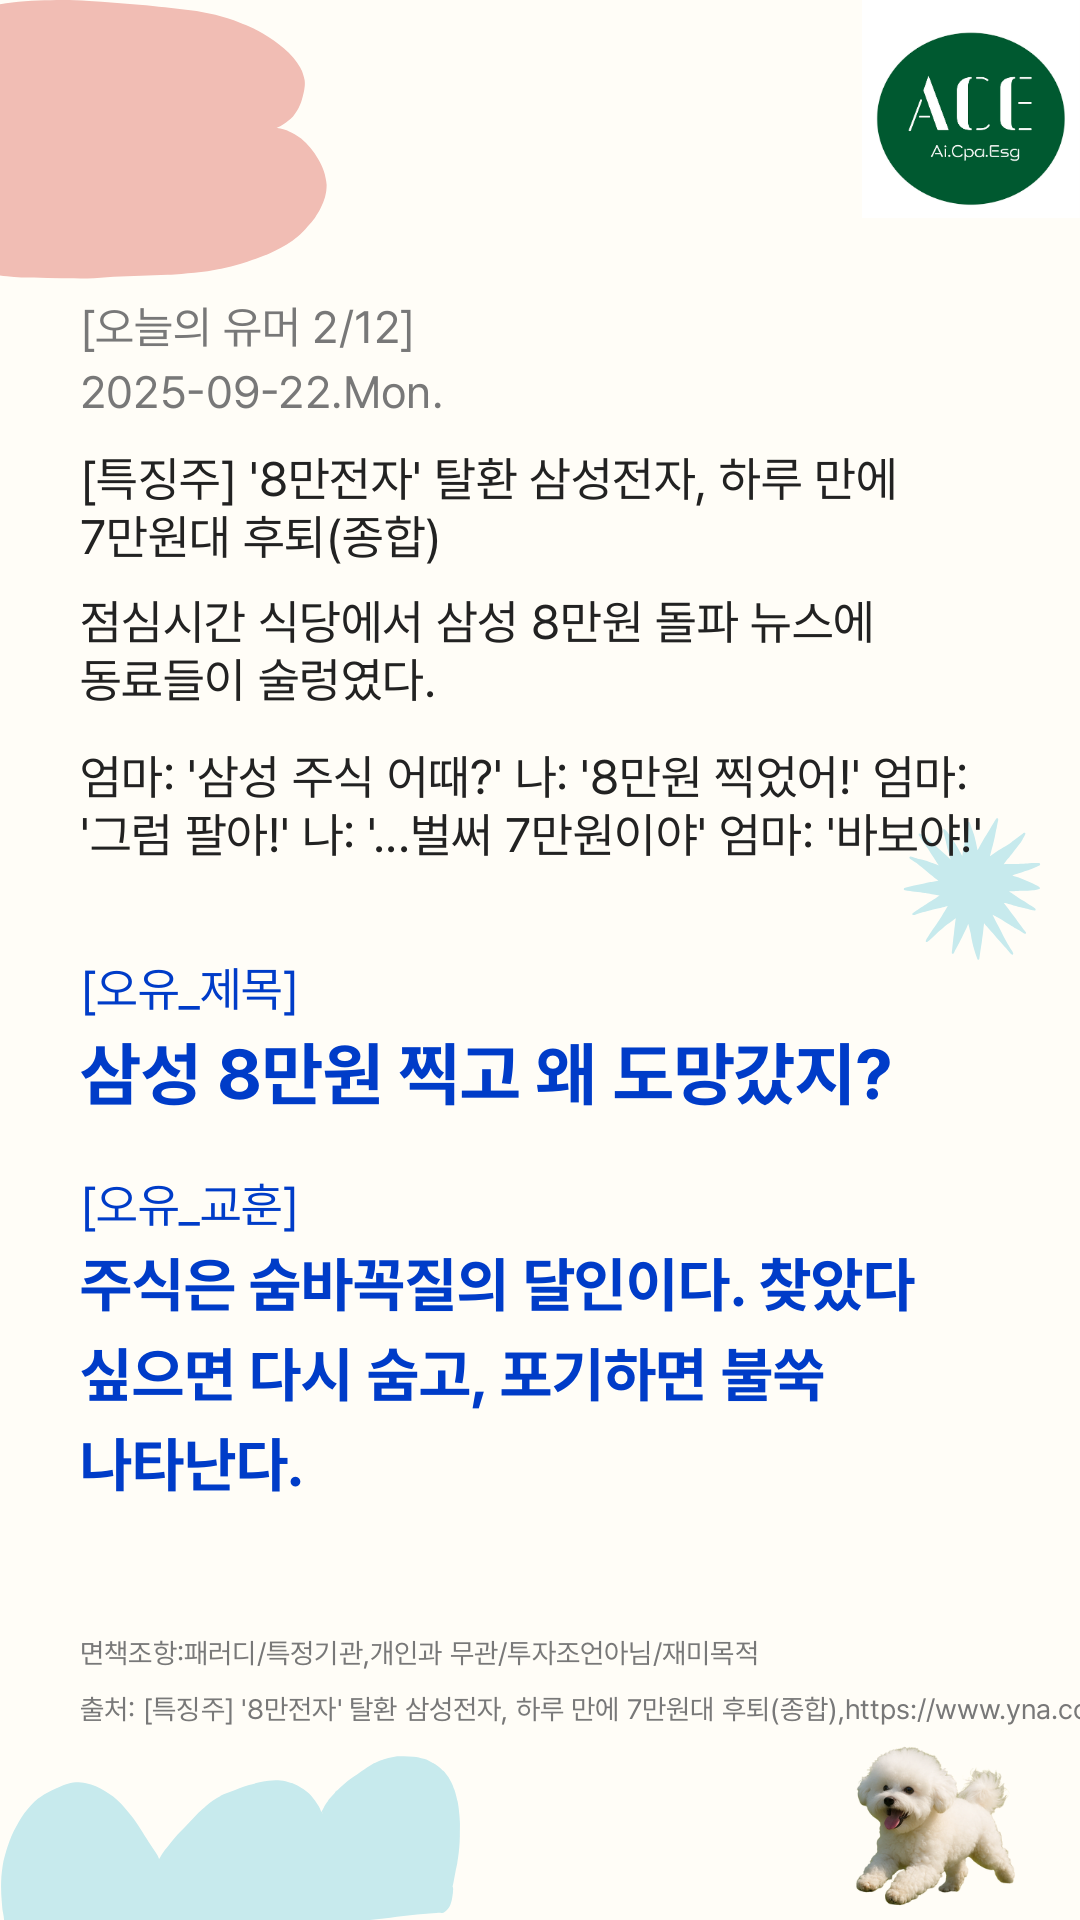 ACE
Ai.Cpa.Esg
[오늘의 유머 2/12]
2025-09-22.Mon.
[특징주] '8만전자' 탈환 삼성전자, 하루 만에
7만원대 후퇴(종합)
점심시간 식당에서 삼성 8만원 돌파 뉴스에
동료들이 술렁였다.
엄마: '삼성 주식 어때?' 나: '8만원 찍었어!' 엄마:
'그럼 팔아!' 나: '...벌써 7만원이야' 엄마: '바보야!'
[오유_제목]
삼성 8만원 찍고 왜 도망갔지?
[오유_교훈]
주식은 숨바꼭질의 달인이다. 찾았다
싶으면 다시 숨고, 포기하면 불쑥
나타난다.
면책조항:패러디/특정기관,개인과 무관/투자조언아님/재미목적
출처: [특징주] '8만전자' 탈환 삼성전자, 하루 만에 7만원대 후퇴(종합),https://www.yna.co